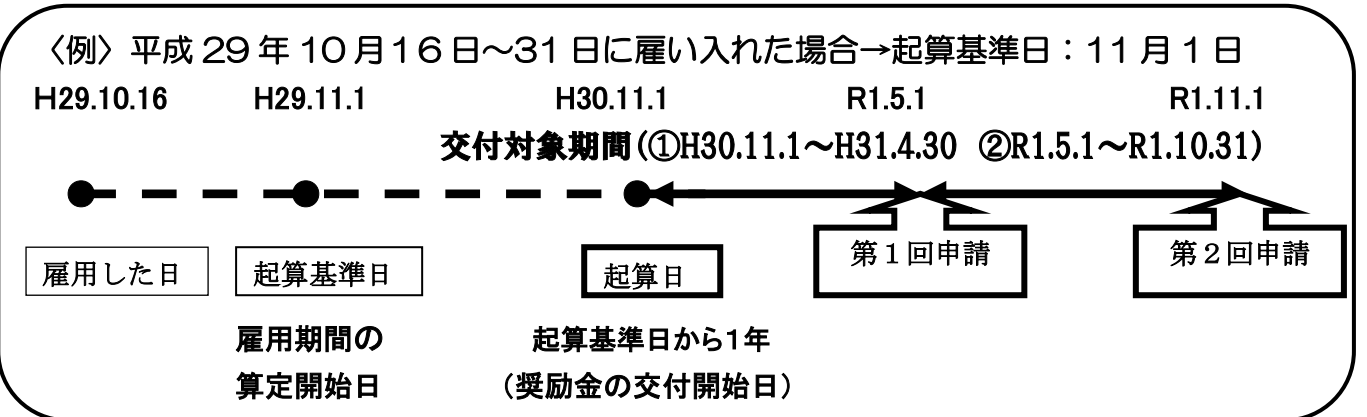 〈例〉平成29年10月16日～31日に雇い入れた場合→起算基準日：11月1日
H29.10.16 H29.11.1 H30.11.1 R1.5.1 R1.11.1
交付対象期間(①H30.11.1～H31.4.30 ②R1.5.1～R1.10.31)
雇用した日 起算基準日 起算日 第１回申請 第２回申請
雇用期間の 起算基準日から1年
算定開始日 （奨励金の交付開始日）